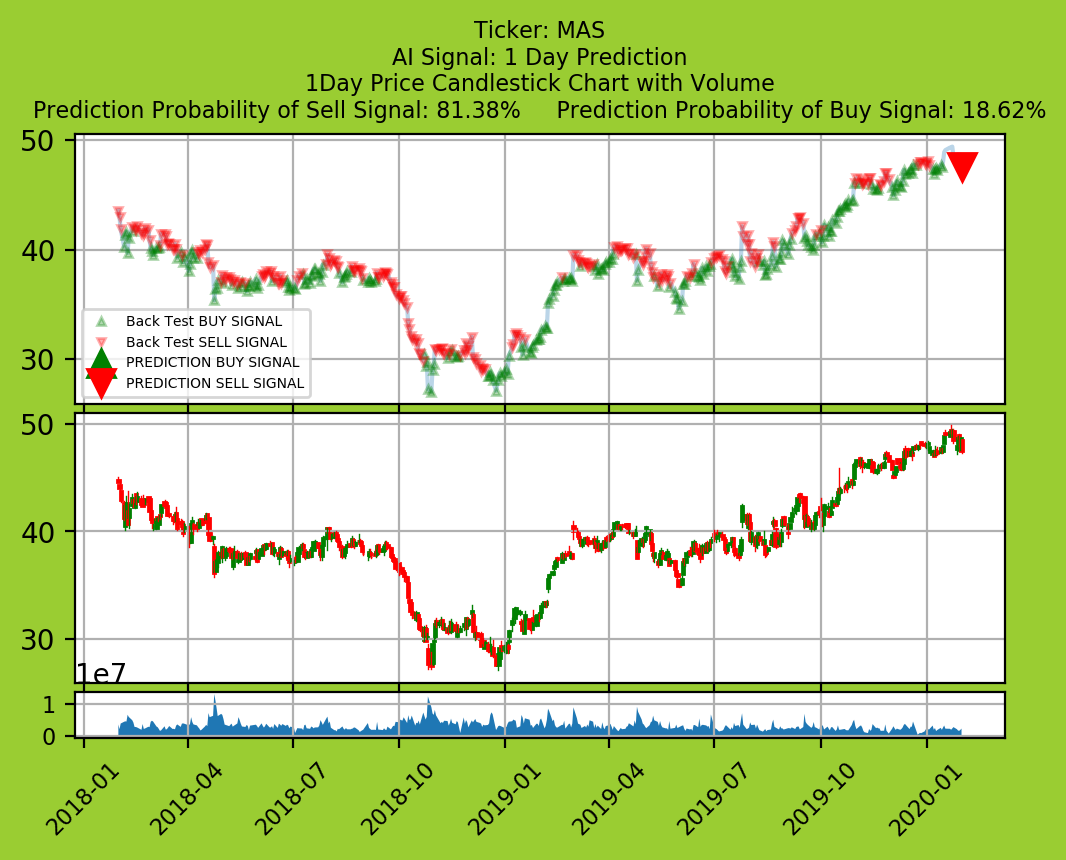 Ticker: MAS
AI Signal: 1 Day Prediction
1Day Price Candlestick Chart with Volume
Prediction Probability of Sell Signal: 81.38% Prediction Probability of Buy Signal: 18.62%
50
40
30
Back Test BUY SIGNAL
Back Test SELL SIGNAL
PREDICTION BUY SIGNAL
PREDICTION SELL SIGNAL
50
40
30
1e7
1
0
2018-01 2018-04 2018-07 2018-10 2019-01 2019-04 2019-07 2019-10 2020-01